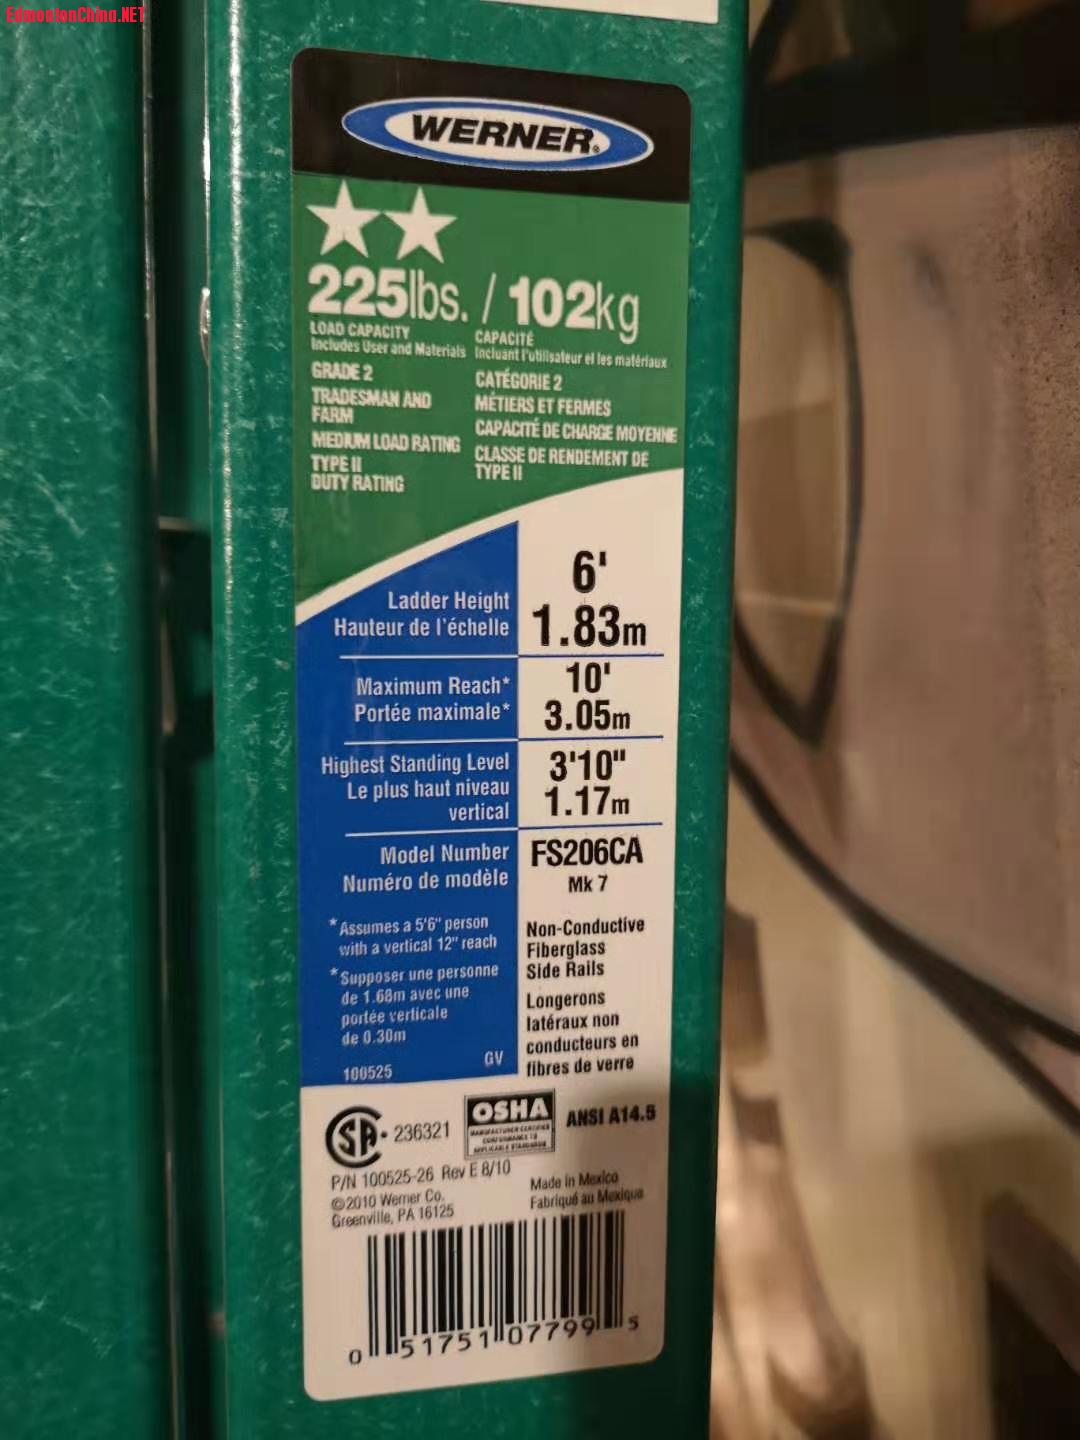 EdmontonChina.NET
WERNER®
225lbs. / 102kg
LOAD CAPACITY
Includes User and Materials
GRADE 2
TRADESMAN AND
FARM
MEDIUM LOAD RATING
TYPE II
DUTY RATING
CAPACITÉ
Incluant l'utilisateur et les matériaux
CATÉGORIE 2
MÉTIERS ET FERMES
CAPACITÉ DE CHARGE MOYENNE
CLASSE DE RENDEMENT DE
TYPE II
Ladder Height
Hauteur de l'échelle
6'
1.83m
Maximum Reach*
Portée maximale*
10'
3.05m
Highest Standing Level
Le plus haut niveau
vertical
3'10"
1.17m
Model Number
Numéro de modèle
FS206CA
Mk 7
*Assumes a 5'6" person
with a vertical 12" reach
*Supposer une personne
de 1.68m avec une
portée verticale
de 0.30m
100525
GV
Non-Conductive
Fiberglass
Side Rails
Longerons
latéraux non
conducteurs en
fibres de verre
SA
236321
OSHA
MANUFACTURER CERTIFIES
CONFORMANCE TO
APPLICABLE STANDARDS
ANSI A14.5
P/N 100525-26 Rev E 8/10
©2010 Werner Co.
Greenville, PA 16125
Made in Mexico
Fabriqué au Mexique
0 51751 07799 5